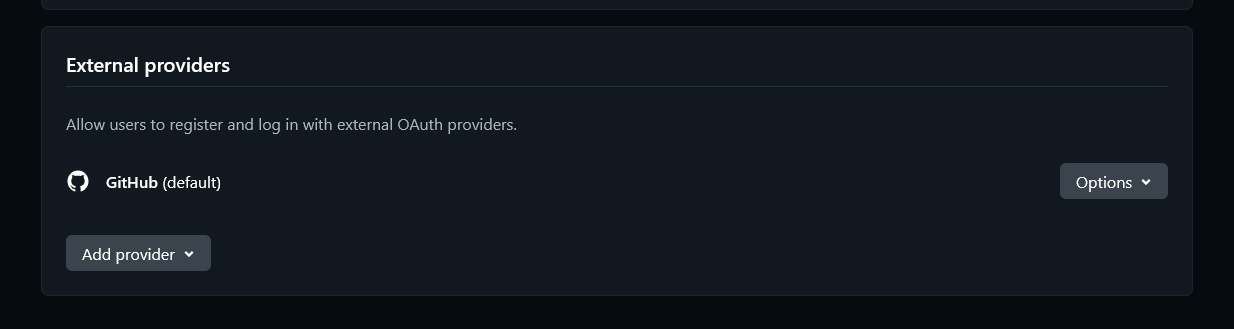 External providers
Allow users to register and log in with external OAuth providers.
GitHub (default)
Options
Add provider